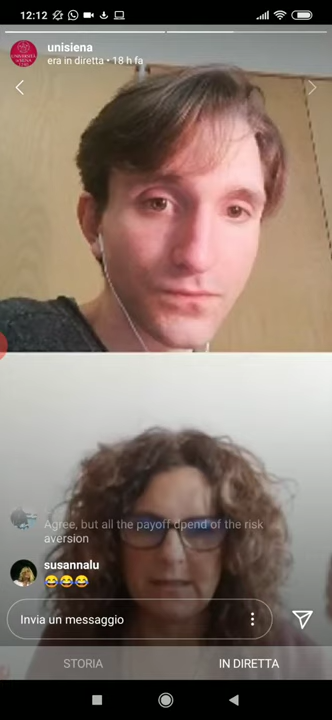 12:12
unisiena
era in diretta • 18 h fa
Agree, but all the payoff dpend of the risk
aversion
susannalu
😂😂😂
Invia un messaggio
STORIA
IN DIRETTA